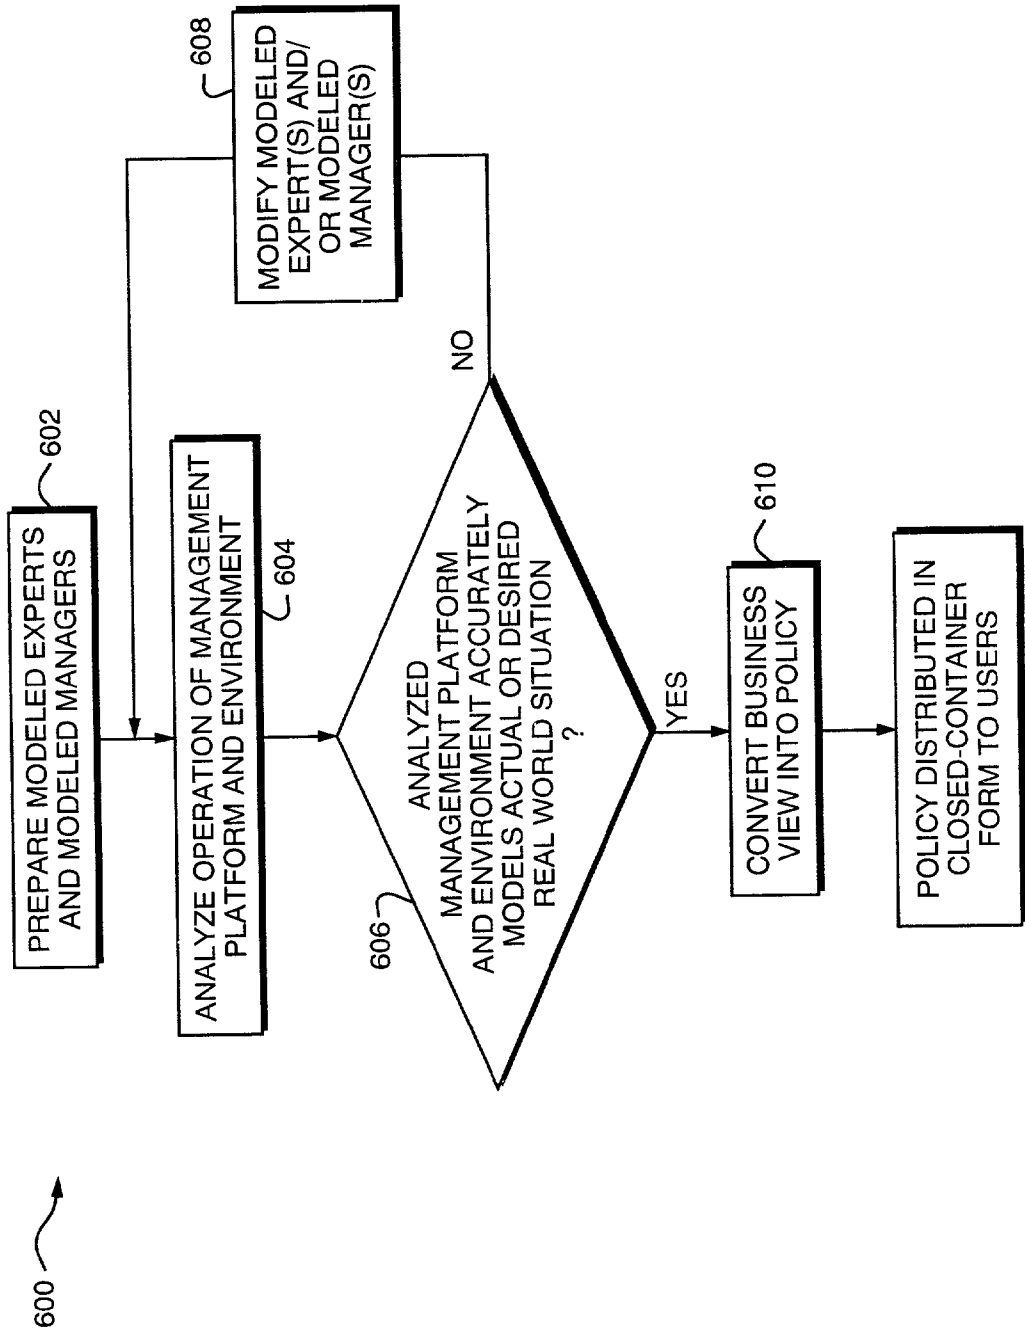 600
PREPARE MODELED EXPERTS
AND MODELED MANAGERS
602
ANALYZE OPERATION OF MANAGEMENT
PLATFORM AND ENVIRONMENT
604
606
ANALYZED
MANAGEMENT PLATFORM
AND ENVIRONMENT ACCURATELY
MODELS ACTUAL OR DESIRED
REAL WORLD SITUATION
?
NO
MODIFY MODELED
EXPERT(S) AND/
OR MODELED
MANAGER(S)
608
YES
CONVERT BUSINESS
VIEW INTO POLICY
610
POLICY DISTRIBUTED IN
CLOSED-CONTAINER
FORM TO USERS